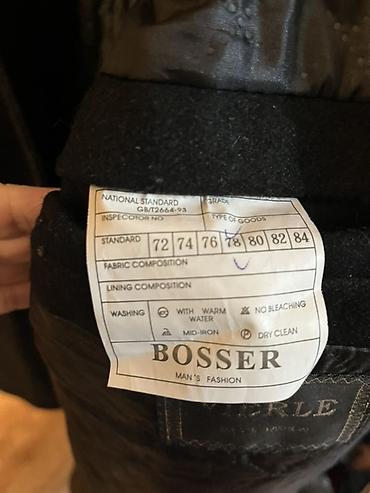 NATIONAL STANDARD GRADE
GB/T2664-93
INSPECOTOR NO TYPE OF GOODS
STANDARD 72 74 76 78 80 82 84
FABRIC COMPOSITION
LINING COMPOSITION
WASHING WITH WARM WATER NO BLEACHING
MID-IRON DRY CLEAN
BOSSER
MAN'S FASHION